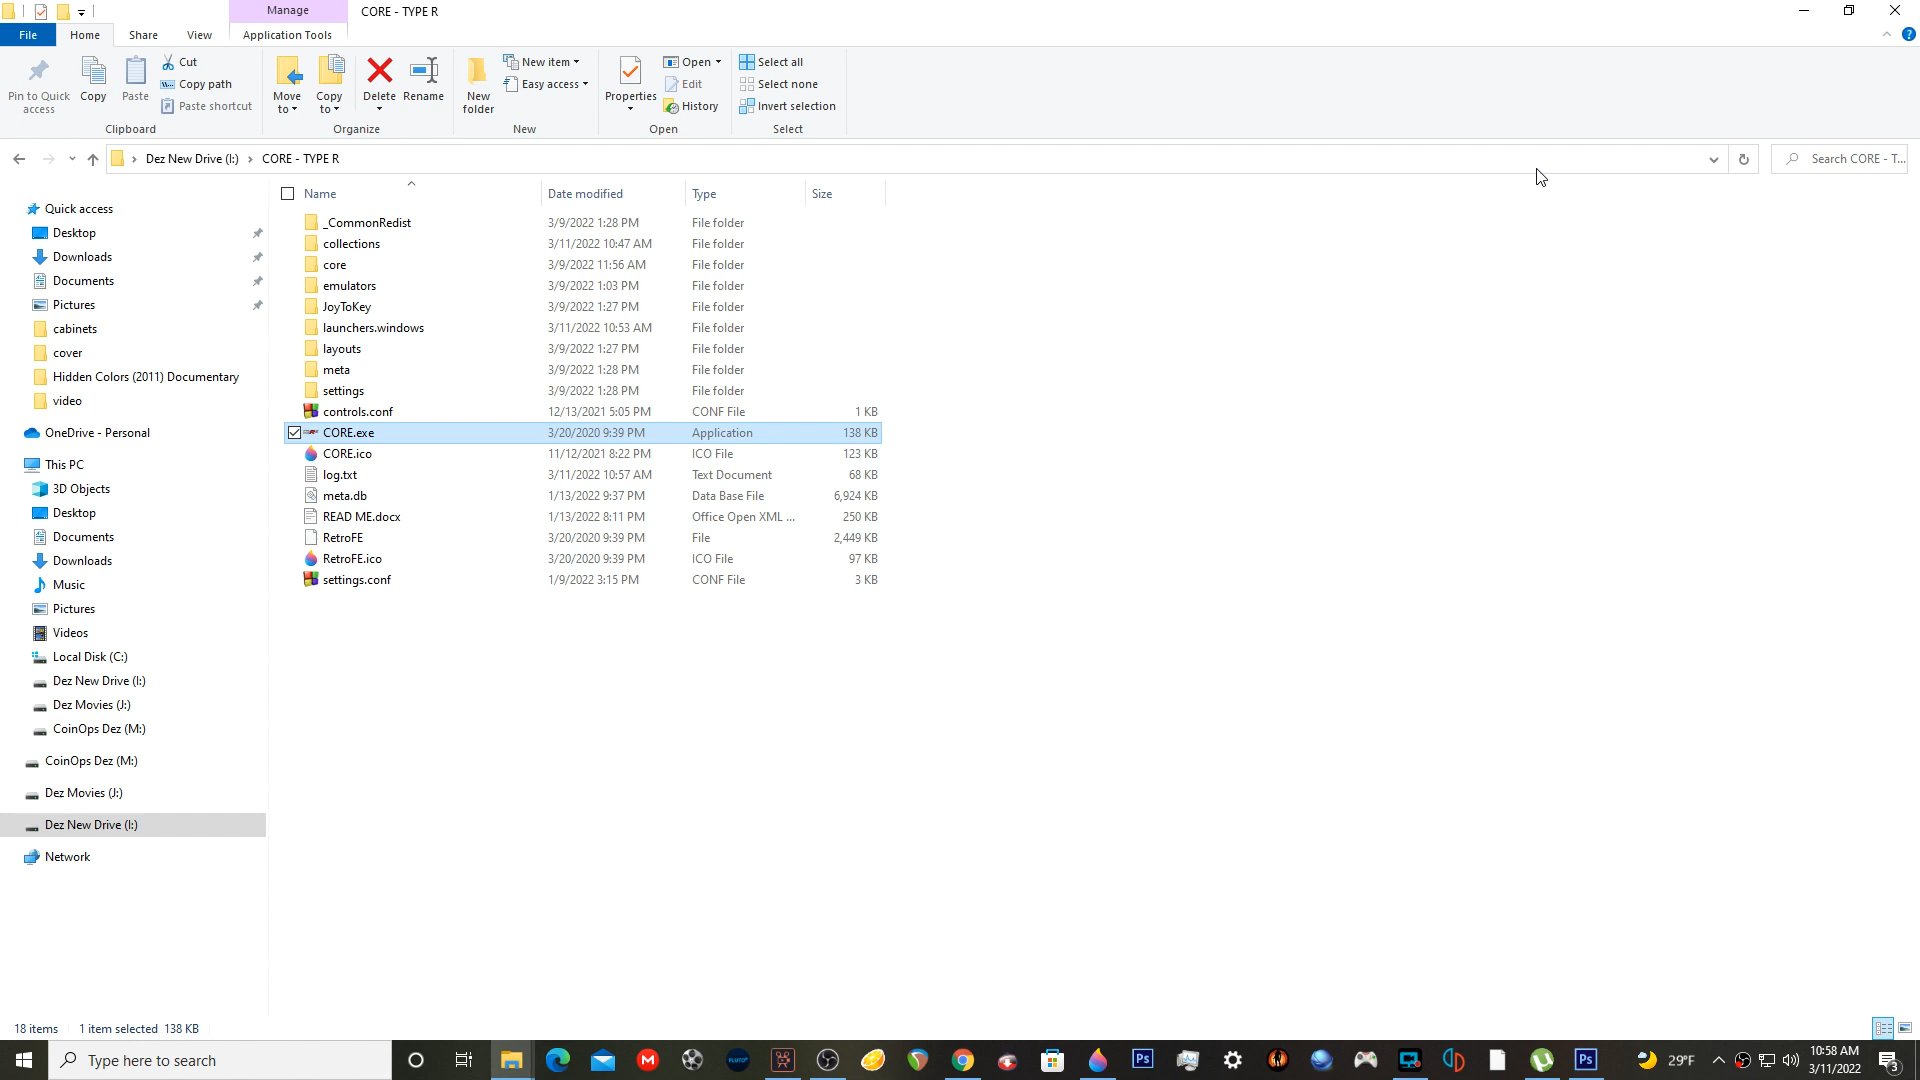 Manage
CORE - TYPE R
File
Home
Share
View
Application Tools
Pin to Quick access
Copy
Paste
Cut
Copy path
Paste shortcut
Clipboard
Move to
Copy to
Delete
Rename
Organize
New folder
New item
Easy access
New
Properties
Open
Edit
History
Open
Select all
Select none
Invert selection
Select
Dez New Drive (I:) > CORE - TYPE R
Search CORE - T...
Name Date modified Type Size
_CommonRedist 3/9/2022 1:28 PM File folder
collections 3/11/2022 10:47 AM File folder
core 3/9/2022 11:56 AM File folder
emulators 3/9/2022 1:03 PM File folder
JoyToKey 3/9/2022 1:27 PM File folder
launchers.windows 3/11/2022 10:53 AM File folder
layouts 3/9/2022 1:27 PM File folder
meta 3/9/2022 1:28 PM File folder
settings 3/9/2022 1:28 PM File folder
controls.conf 12/13/2021 5:05 PM CONF File 1 KB
CORE.exe 3/20/2020 9:39 PM Application 138 KB
CORE.ico 11/12/2021 8:22 PM ICO File 123 KB
log.txt 3/11/2022 10:57 AM Text Document 68 KB
meta.db 1/13/2022 9:37 PM Data Base File 6,924 KB
READ ME.docx 1/13/2022 8:11 PM Office Open XML ... 250 KB
RetroFE 3/20/2020 9:39 PM File 2,449 KB
RetroFE.ico 3/20/2020 9:39 PM ICO File 97 KB
settings.conf 1/9/2022 3:15 PM CONF File 3 KB
Quick access
Desktop
Downloads
Documents
Pictures
cabinets
cover
Hidden Colors (2011) Documentary
video
OneDrive - Personal
This PC
3D Objects
Desktop
Documents
Downloads
Music
Pictures
Videos
Local Disk (C:)
Dez New Drive (I:)
Dez Movies (J:)
CoinOps Dez (M:)
CoinOps Dez (M:)
Dez Movies (J:)
Dez New Drive (I:)
Network
18 items 1 item selected 138 KB
Type here to search
Ps
Ps
29°F
10:58 AM
3/11/2022
3